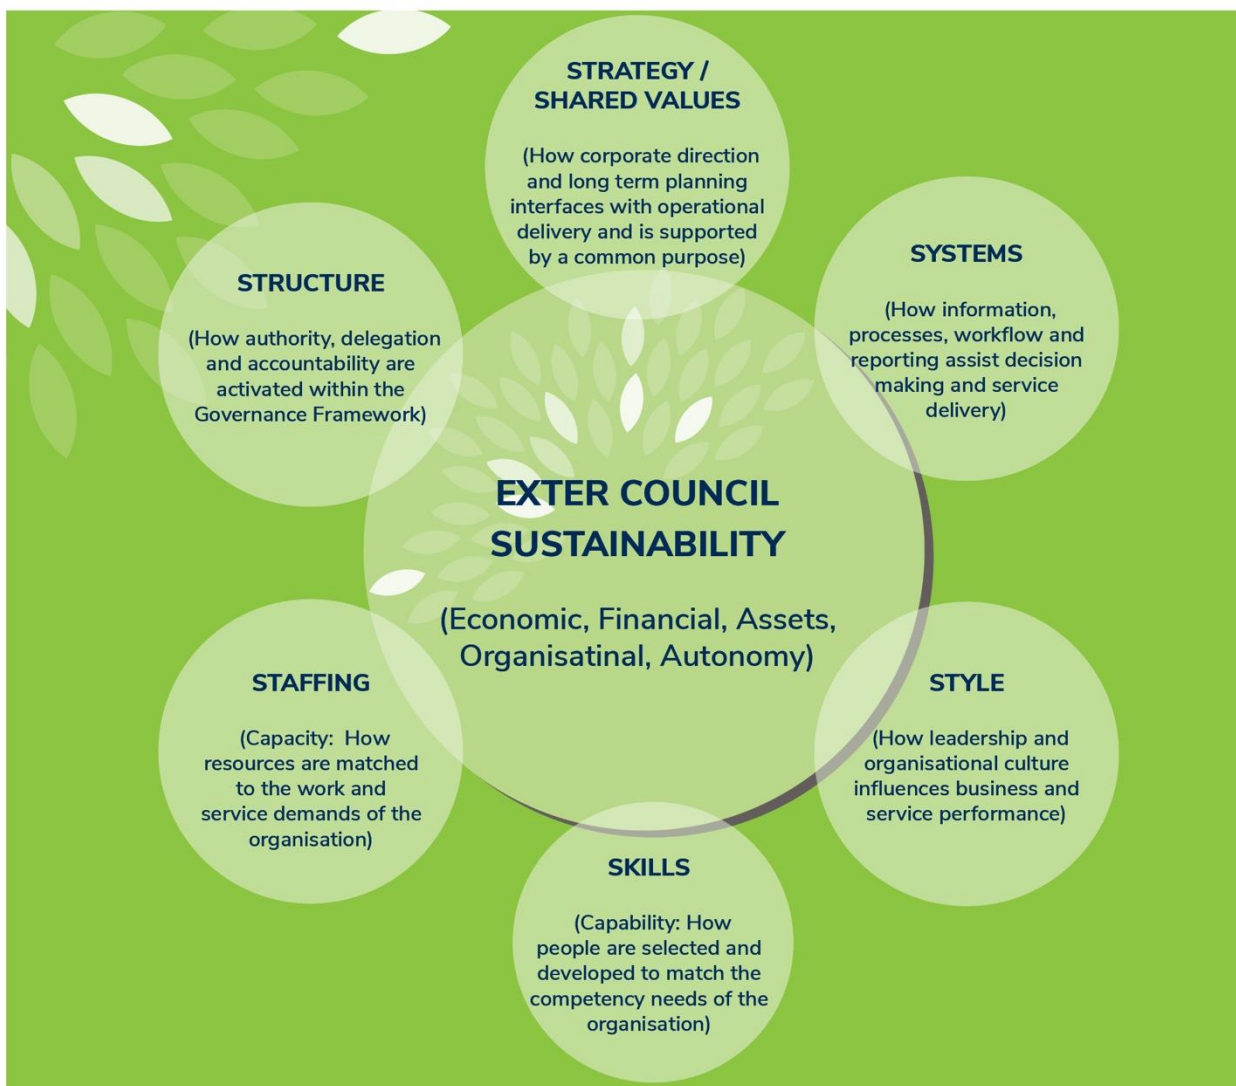 STRATEGY /
SHARED VALUES
(How corporate direction
and long term planning
interfaces with operational
delivery and is supported
by a common purpose)
SYSTEMS
(How information,
processes, workflow and
reporting assist decision
making and service
delivery)
STRUCTURE
(How authority, delegation
and accountability are
activated within the
Governance Framework)
EXTER COUNCIL
SUSTAINABILITY
(Economic, Financial, Assets,
Organisatinal, Autonomy)
STAFFING
(Capacity: How
resources are matched
to the work and
service demands of the
organisation)
STYLE
(How leadership and
organisational culture
influences business and
service performance)
SKILLS
(Capability: How
people are selected and
developed to match the
competency needs of the
organisation)